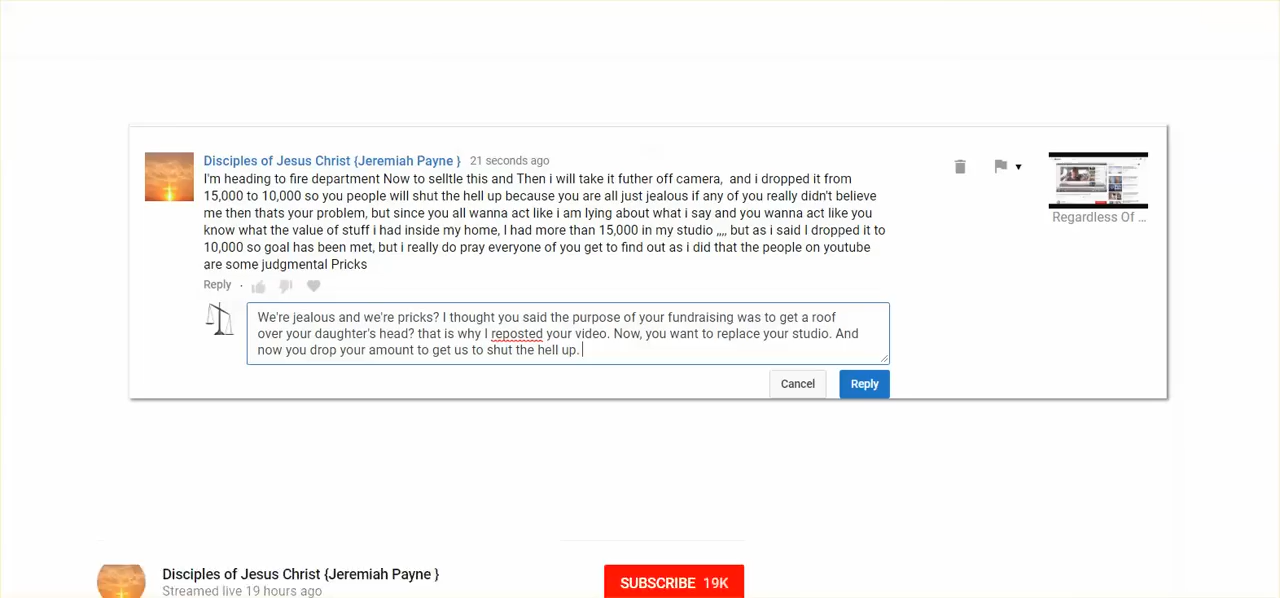 Disciples of Jesus Christ {Jeremiah Payne } 21 seconds ago
I'm heading to fire department Now to selltle this and Then i will take it futher off camera, and i dropped it from
15,000 to 10,000 so you people will shut the hell up because you are all just jealous if any of you really didn't believe
me then thats your problem, but since you all wanna act like i am lying about what i say and you wanna act like you
know what the value of stuff i had inside my home, I had more than 15,000 in my studio ,,,, but as i said I dropped it to
10,000 so goal has been met, but i really do pray everyone of you get to find out as i did that the people on youtube
are some judgmental Pricks
Regardless Of ...
Reply ·
We're jealous and we're pricks? I thought you said the purpose of your fundraising was to get a roof
over your daughter's head? that is why I reposted your video. Now, you want to replace your studio. And
now you drop your amount to get us to shut the hell up.
Cancel Reply
Disciples of Jesus Christ {Jeremiah Payne }
Streamed live 19 hours ago
SUBSCRIBE 19K